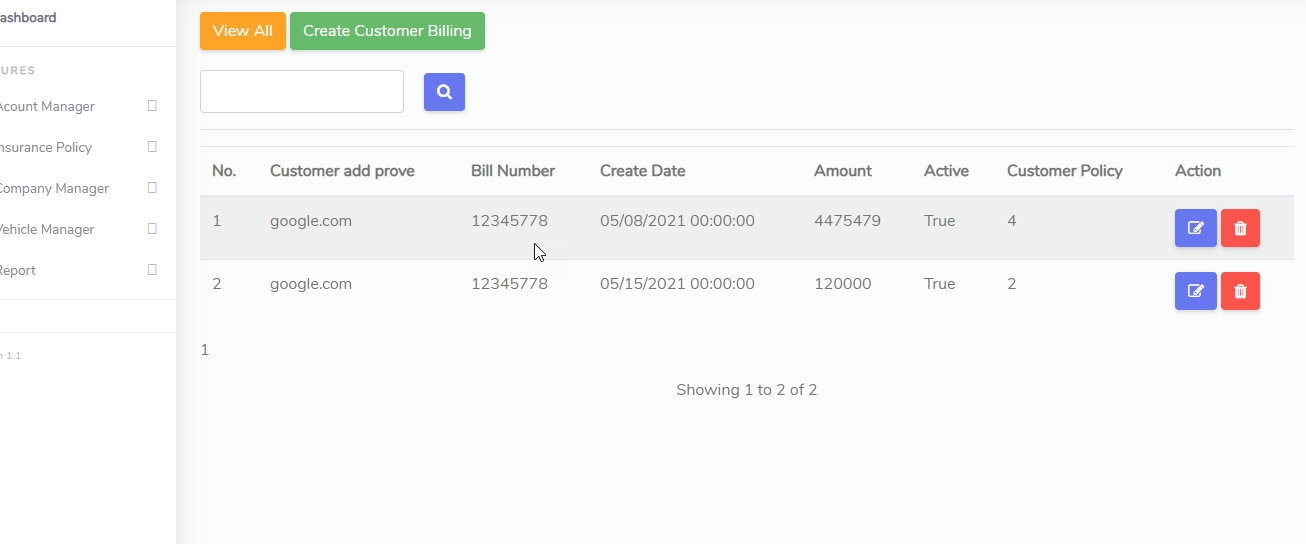 ashboard
URES
Acount Manager
nsurance Policy
Company Manager
Vehicle Manager
Report
n 1.1
View All
Create Customer Billing
No. Customer add prove Bill Number Create Date Amount Active Customer Policy Action
1 google.com 12345778 05/08/2021 00:00:00 4475479 True 4
2 google.com 12345778 05/15/2021 00:00:00 120000 True 2
1
Showing 1 to 2 of 2